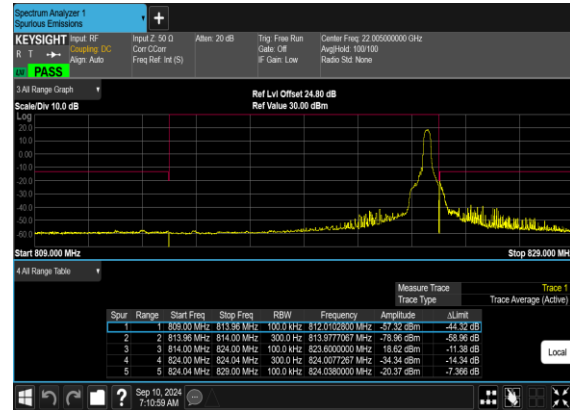 Spectrum Analyzer 1
Spurious Emissions
+
KEYSIGHT Input: RF Input Z: 50 Ω Atten: 20 dB Trig: Free Run Center Freq: 22.005000000 GHz
R T Coupling: DC Corr CCorr Gate: Off Avg|Hold: 100/100
Align: Auto Freq Ref: Int (S) IF Gain: Low Radio Std: None
LXI PASS
3 All Range Graph
Ref Lvl Offset 24.80 dB
Scale/Div 10.0 dB Ref Value 30.00 dBm
Log
20.0
10.0
0.00
-10.0
-20.0
-30.0
-40.0
-50.0
-60.0
Start 809.000 MHz Stop 829.000 MH
4 All Range Table
Measure Trace Trace 1
Trace Type Trace Average (Active)
Spur Range Start Freq Stop Freq RBW Frequency Amplitude ΔLimit
1 1 809.00 MHz 813.96 MHz 100.0 kHz 812.0102800 MHz -57.32 dBm -44.32 dB
2 2 813.96 MHz 814.00 MHz 300.0 Hz 813.9777067 MHz -78.96 dBm -58.96 dB
3 3 814.00 MHz 824.00 MHz 100.0 kHz 823.6000000 MHz 18.62 dBm -11.38 dB
4 4 824.00 MHz 824.04 MHz 300.0 Hz 824.0077267 MHz -34.34 dBm -14.34 dB
5 5 824.04 MHz 829.00 MHz 100.0 kHz 824.0380000 MHz -20.37 dBm -7.366 dB
Local
? Sep 10, 2024
7:10:59 AM